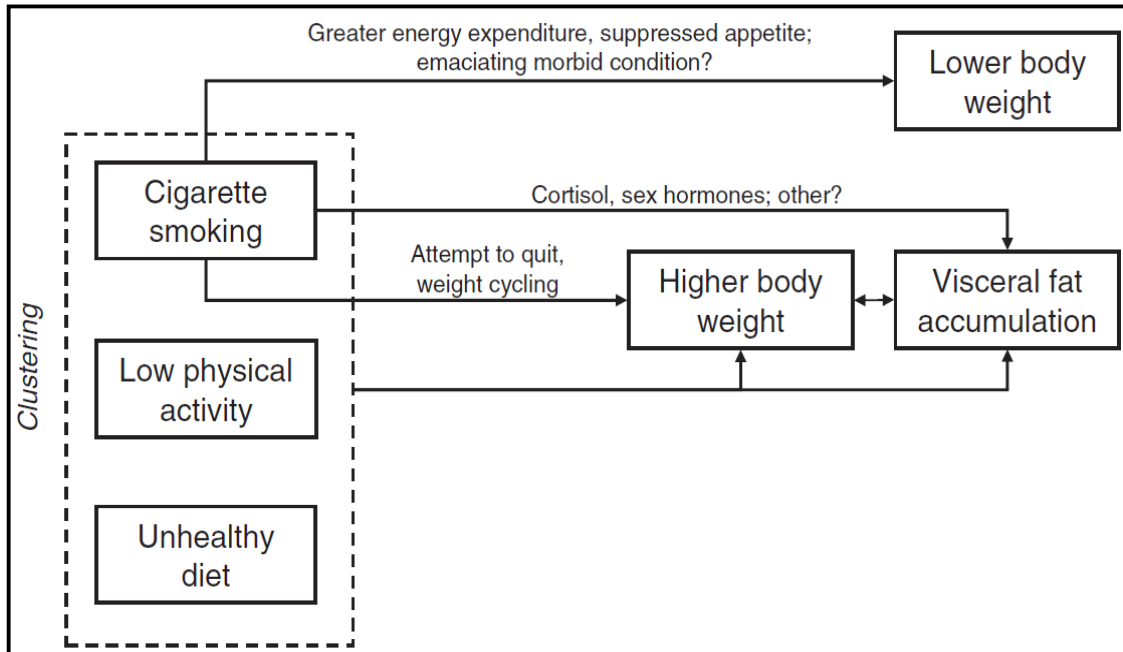 Greater energy expenditure, suppressed appetite;
emaciating morbid condition?
Lower body
weight
Cigarette
smoking
Cortisol, sex hormones; other?
Attempt to quit,
weight cycling
Higher body
weight
Visceral fat
accumulation
Clustering
Low physical
activity
Unhealthy
diet